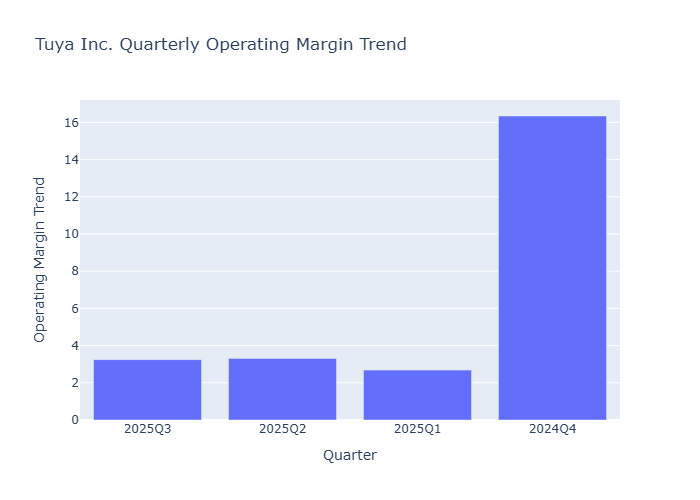 Tuya Inc. Quarterly Operating Margin Trend
Operating Margin Trend
16
14
12
10
8
6
4
2
0
2025Q3 2025Q2 2025Q1 2024Q4
Quarter